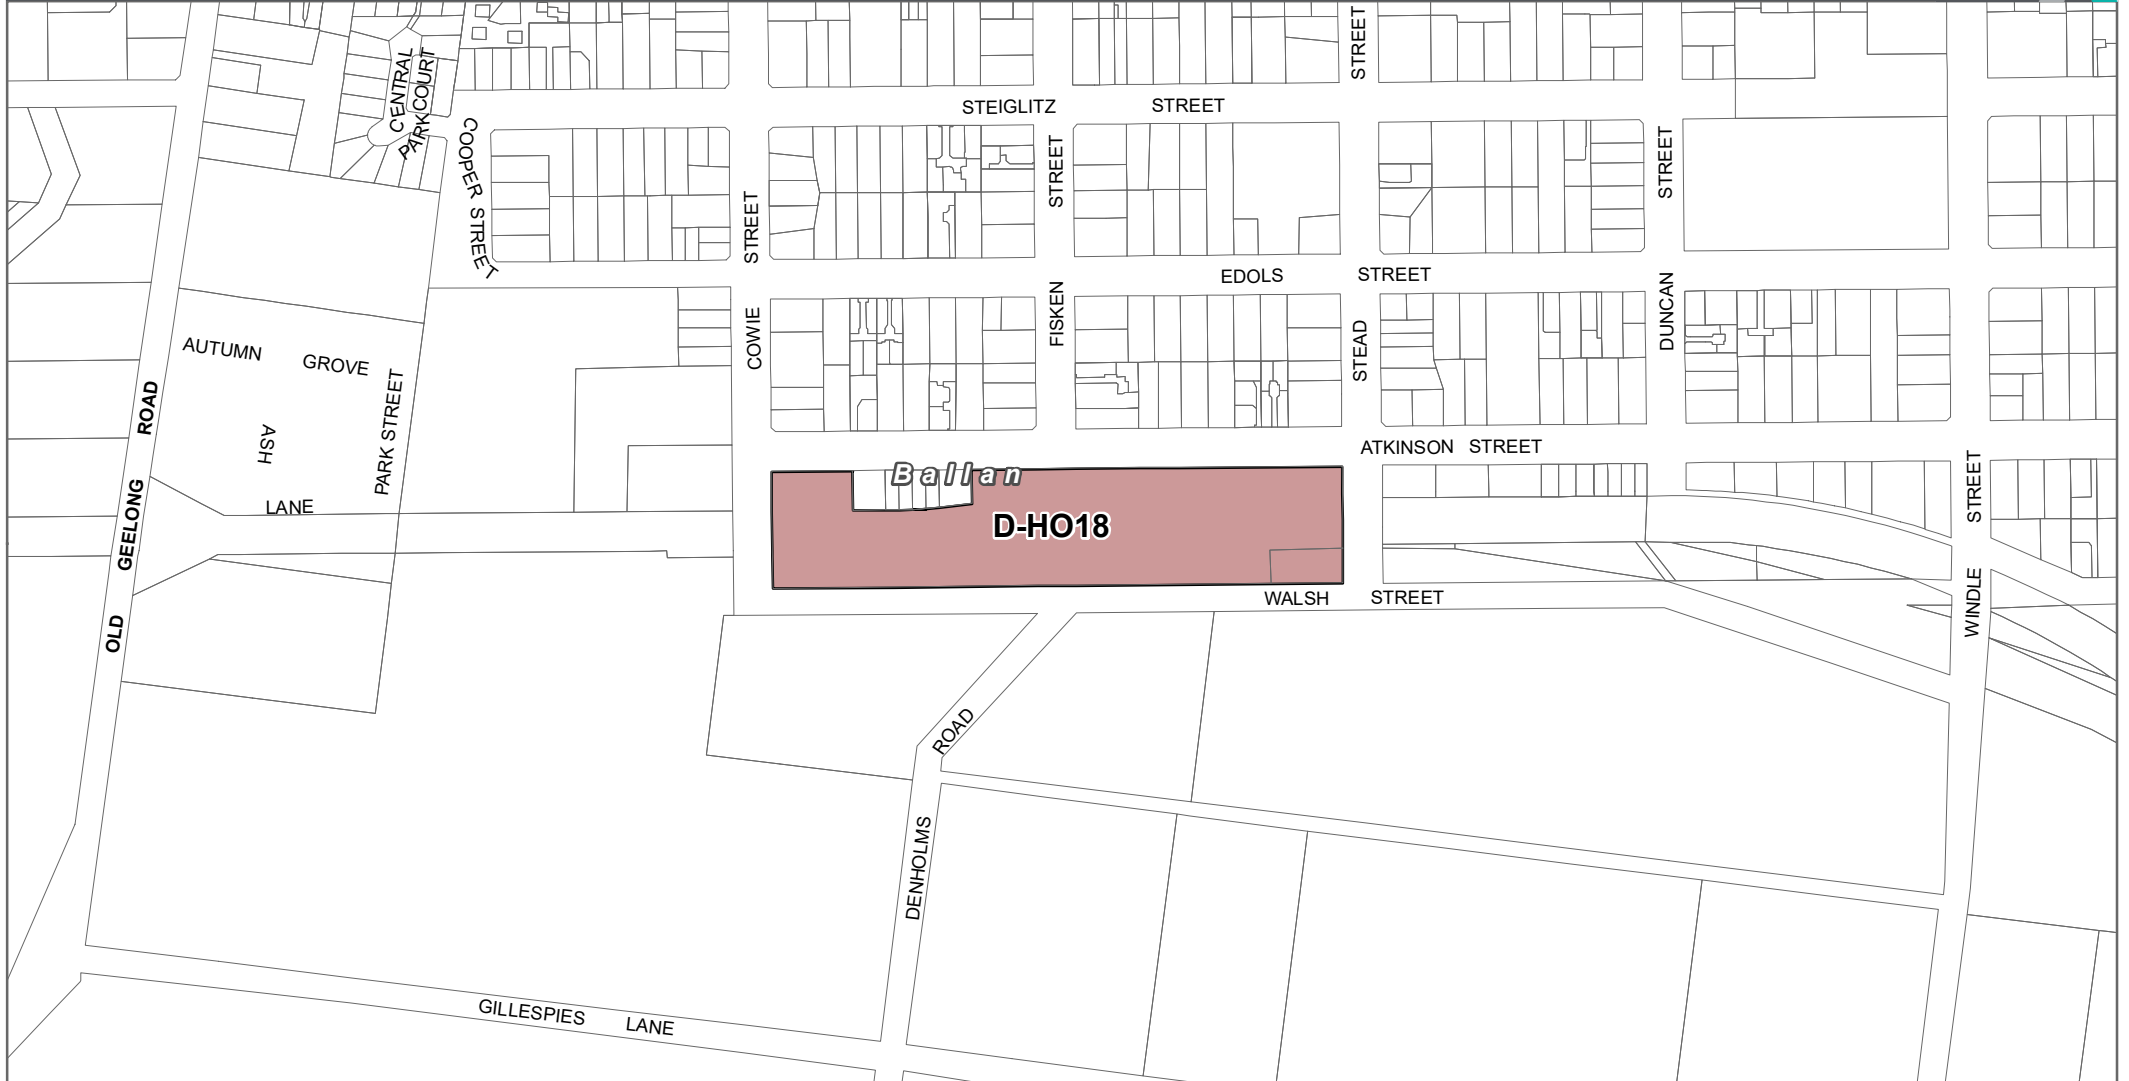 STREET
CENTRAL
PARK COURT
STEIGLITZ STREET
COOPER STREET
STREET
STREET
STREET
EDOLS STREET
COWIE
FISKEN
STEAD
DUNCAN
AUTUMN GROVE
PARK STREET
ASH
LANE
OLD GEELONG ROAD
ATKINSON STREET
Ballan
D-HO18
WALSH STREET
WINDLE STREET
ROAD
DENHOLMS
GILLESPIES LANE